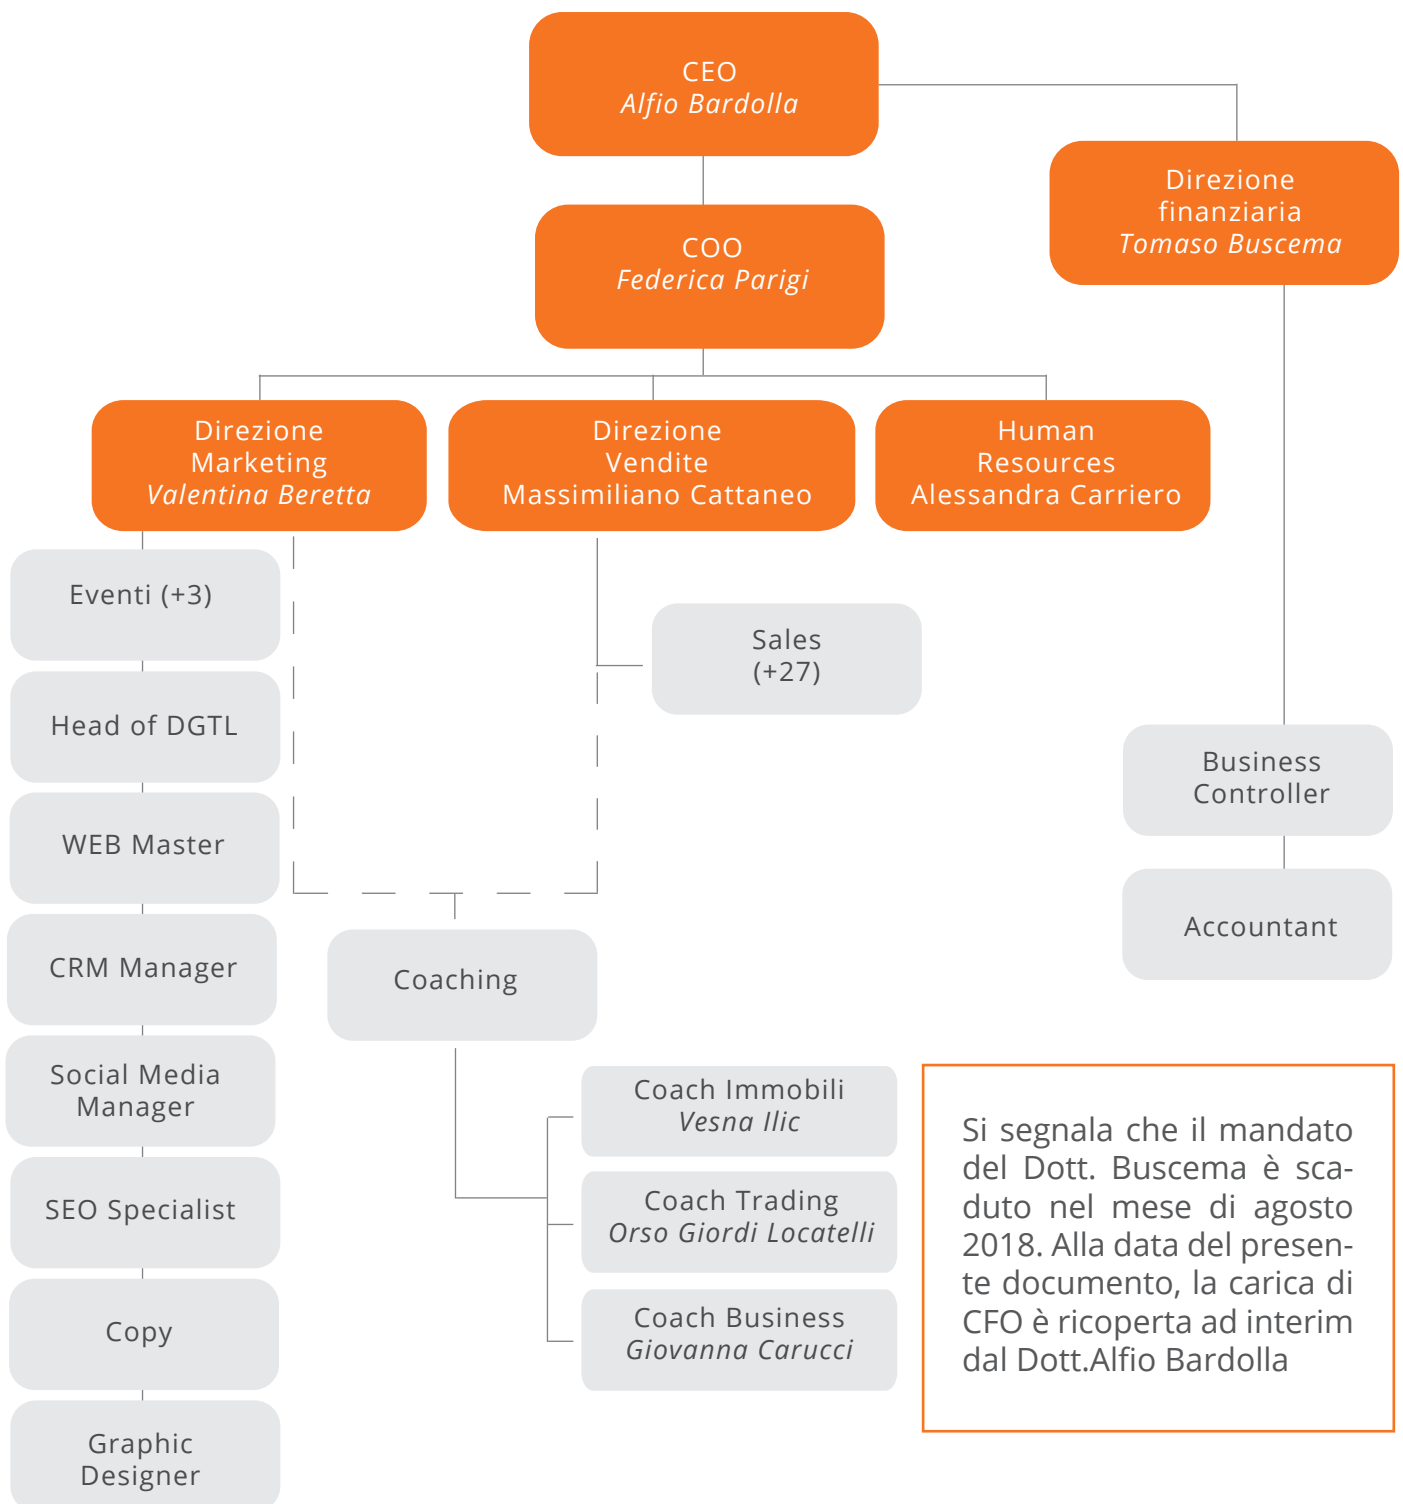 CEO
Alfio Bardolla
Direzione
finanziaria
Tomaso Buscema
COO
Federica Parigi
Direzione
Marketing
Valentina Beretta
Direzione
Vendite
Massimiliano Cattaneo
Human
Resources
Alessandra Carriero
Eventi (+3)
Head of DGTL
WEB Master
CRM Manager
Social Media
Manager
SEO Specialist
Copy
Graphic
Designer
Sales
(+27)
Coaching
Coach Immobili
Vesna Ilic
Coach Trading
Orso Giordi Locatelli
Coach Business
Giovanna Carucci
Business
Controller
Accountant
Si segnala che il mandato
del Dott. Buscema è sca-
duto nel mese di agosto
2018. Alla data del presen-
te documento, la carica di
CFO è ricoperta ad interim
dal Dott.Alfio Bardolla